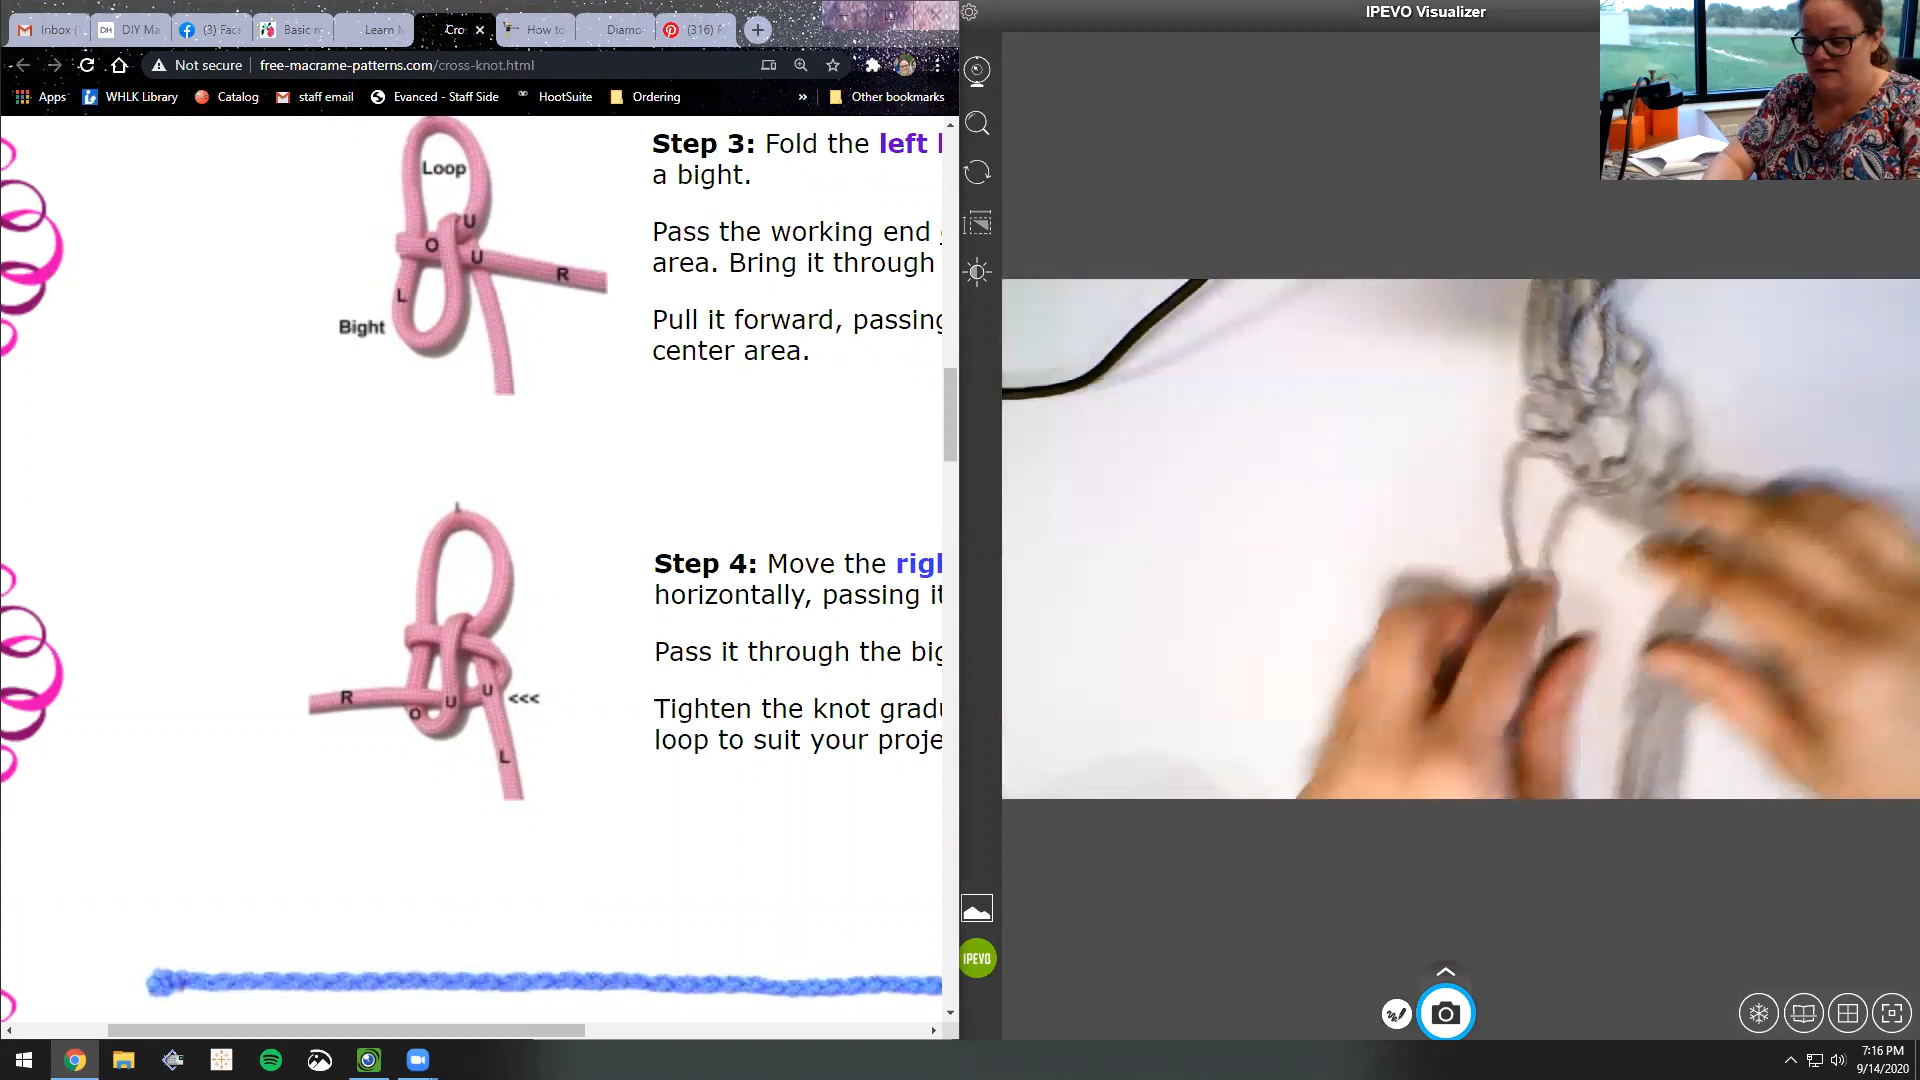 Inbox (
DIY Ma
(3) Fac
Basic
Learn M
Cro
How to
Diamo
(316) P
Not secure
free-macrame-patterns.com/cross-knot.html
Apps
WHLK Library
Catalog
staff email
Evanced - Staff Side
HootSuite
Ordering
»
Other bookmarks
IPEVO Visualizer
Loop
U
O
U
R
L
Bight
Step 3: Fold the left
a bight.
Pass the working end
area. Bring it through
Pull it forward, passing
center area.
L
R
O
U
U
<<<
L
Step 4: Move the righ
horizontally, passing it
Pass it through the big
Tighten the knot gradu
loop to suit your proje
IPEVO
7:16 PM
9/14/2020